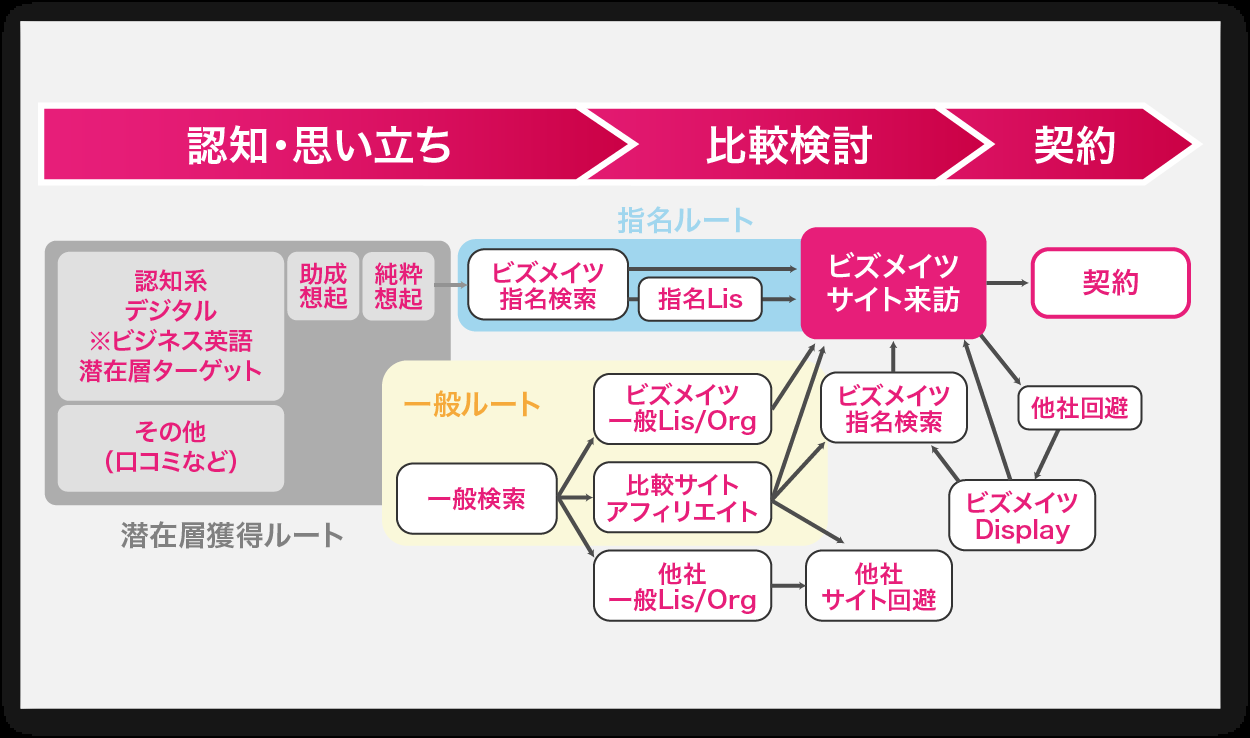 認知・思い立ち
比較検討
契約
指名ルート
認知系
デジタル
※ビジネス英語
潜在層ターゲット
助成
想起
純粋
想起
ビズメイツ
指名検索
指名Lis
ビズメイツ
サイト来訪
契約
その他
（口コミなど）
潜在層獲得ルート
一般ルート
一般検索
ビズメイツ
一般Lis/Org
比較サイト
アフィリエイト
他社
一般Lis/Org
ビズメイツ
指名検索
他社回避
ビズメイツ
Display
他社
サイト回避